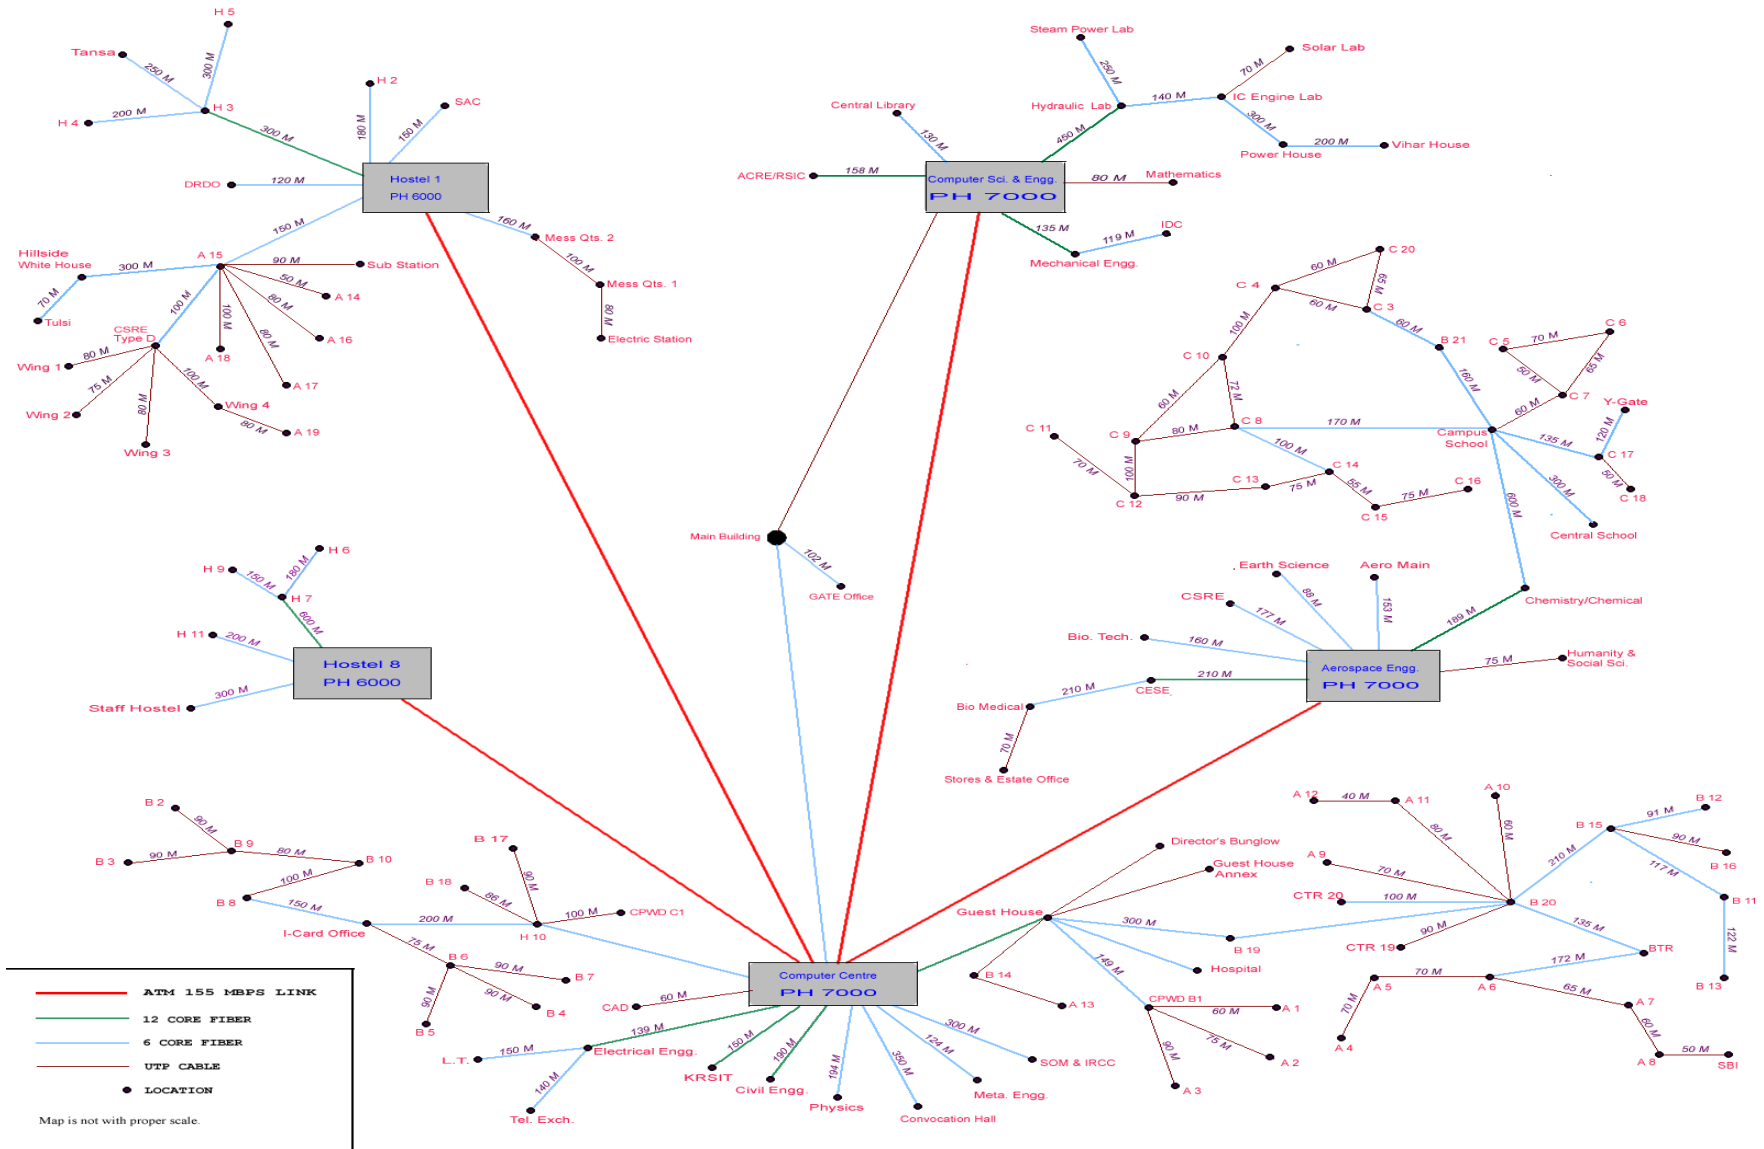 H 5
Tansa
250 M
300 M
H 2
SAC
200 M
H 3
H 4
300 M
180 M
150 M
DRDO
120 M
Hostel 1
PH 6000
150 M
160 M
Mess Qts. 2
Hillside
White House
A 15
300 M
90 M
Sub Station
100 M
Mess Qts. 1
50 M
A 14
70 M
100 M
80 M
80 M
Tulsi
CSRE
Type D
100 M
A 16
Electric Station
80 M
A 18
80 M
Wing 1
75 M
100 M
A 17
Wing 2
80 M
Wing 4
80 M
A 19
Wing 3
Steam Power Lab
Solar Lab
250 M
70 M
Central Library
Hydraulic Lab
140 M
IC Engine Lab
130 M
450 M
300 M
200 M
Power House
Vihar House
ACRE/RSIC
158 M
Computer Sci. & Engg.
PH 7000
80 M
Mathematics
135 M
119 M
IDC
Mechanical Engg.
C 20
60 M
65 M
C 4
60 M
C 3
60 M
100 M
B 21
C 6
70 M
C 5
50 M
65 M
C 10
160 M
72 M
60 M
C 7
Y-Gate
60 M
C 11
C 9
80 M
C 8
170 M
Campus
School
135 M
120 M
100 M
C 17
70 M
100 M
C 14
50 M
C 18
C 13
75 M
55 M
C 16
75 M
C 12
90 M
C 15
600 M
300 M
Central School
Main Building
102 M
GATE Office
H 6
H 9
150 M
180 M
H 7
600 M
H 11
200 M
Hostel 8
PH 6000
300 M
Staff Hostel
Earth Science
Aero Main
Chemistry/Chemical
CSRE
88 M
153 M
177 M
189 M
Bio. Tech.
160 M
Humanity &
Social Sci.
75 M
Aerospace Engg.
PH 7000
210 M
CESE
210 M
Bio Medical
70 M
Stores & Estate Office
B 2
90 M
B 9
B 3
90 M
80 M
B 10
100 M
B 8
150 M
I-Card Office
200 M
B 17
90 M
B 18
86 M
100 M
CPWD C1
H 10
75 M
B 6
90 M
B 7
90 M
90 M
B 4
B 5
Computer Centre
PH 7000
CAD
60 M
139 M
Electrical Engg.
L.T.
150 M
140 M
Tel. Exch.
150 M
KRSIT
190 M
Civil Engg.
194 M
Physics
350 M
Convocation Hall
124 M
Meta. Engg.
300 M
SOM & IRCC
Director's Bunglow
Guest House
Annex
Guest House
300 M
B 19
Hospital
149 M
B 14
A 13
CPWD B1
60 M
A 1
75 M
A 2
90 M
A 3
A 12
40 M
A 11
A 10
80 M
60 M
A 9
70 M
CTR 20
100 M
B 20
90 M
CTR 19
210 M
B 15
91 M
B 12
90 M
B 16
117 M
B 11
122 M
B 13
135 M
BTR
172 M
70 M
A 5
A 6
70 M
A 4
65 M
A 7
60 M
A 8
50 M
SBI
ATM 155 MBPS LINK
12 CORE FIBER
6 CORE FIBER
UTP CABLE
LOCATION
Map is not with proper scale.